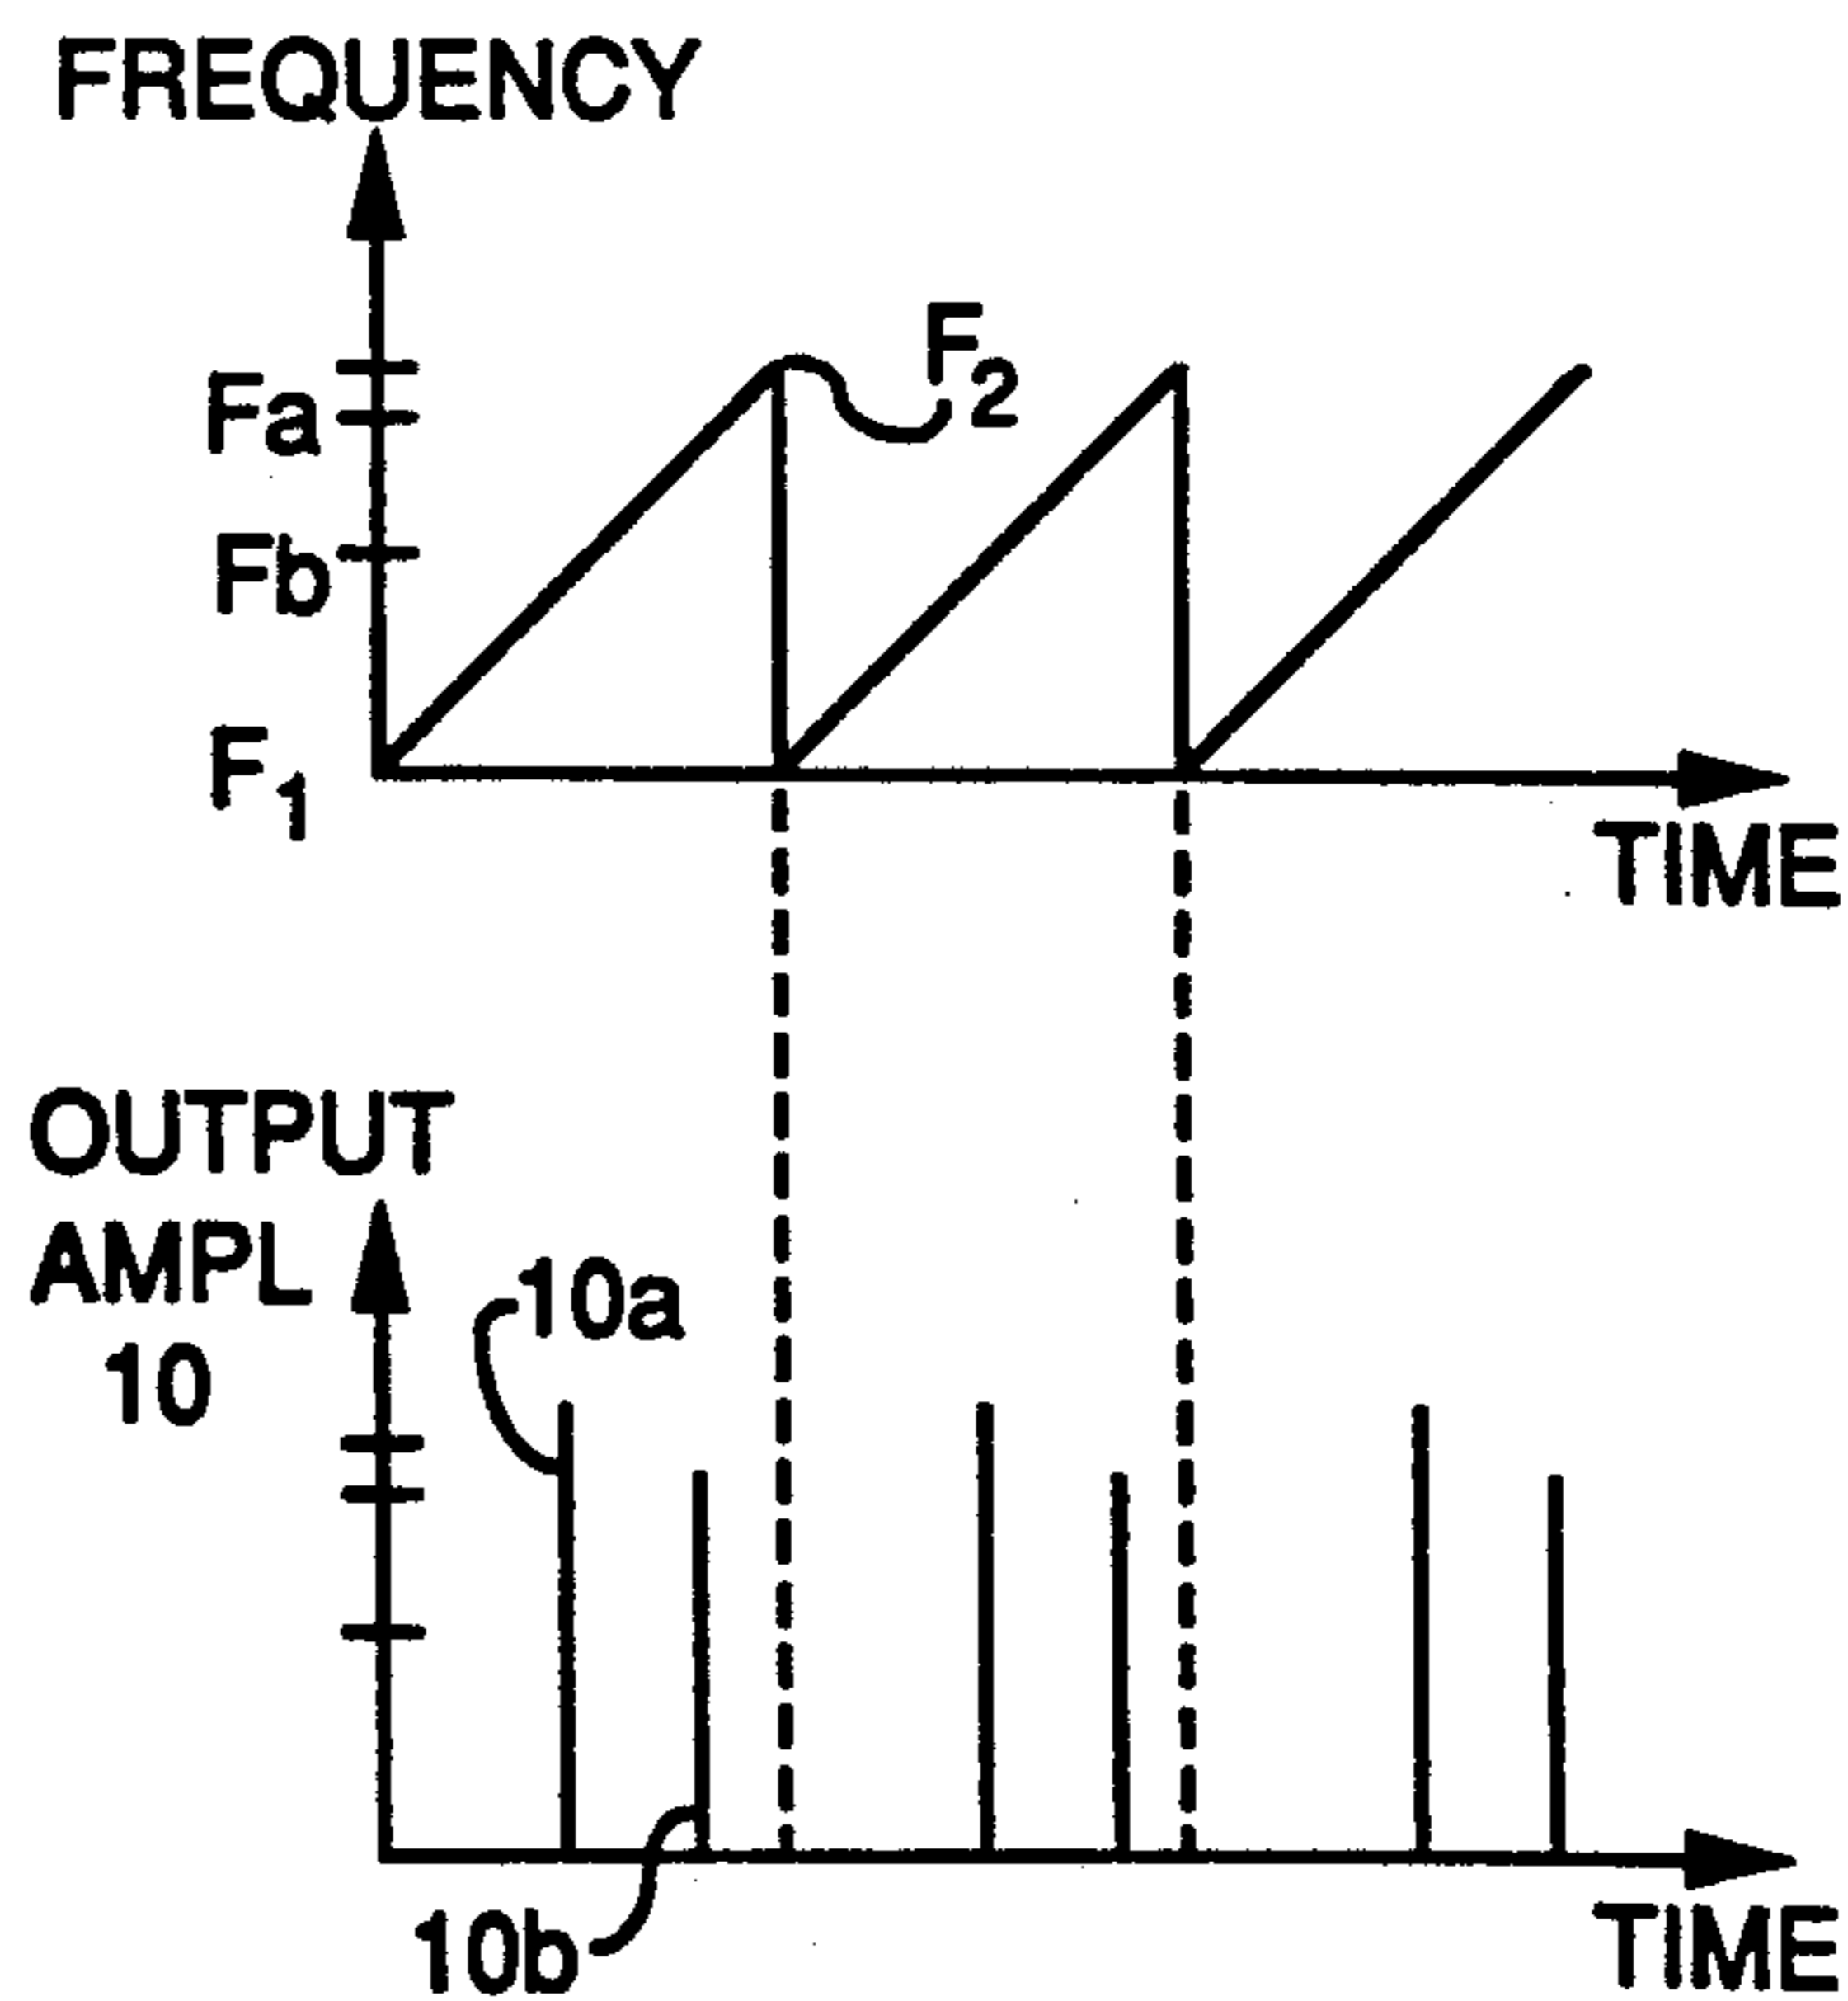 FREQUENCY
F2
Fa
Fb
F1
TIME
OUTPUT
AMPL
10
10a
10b
TIME